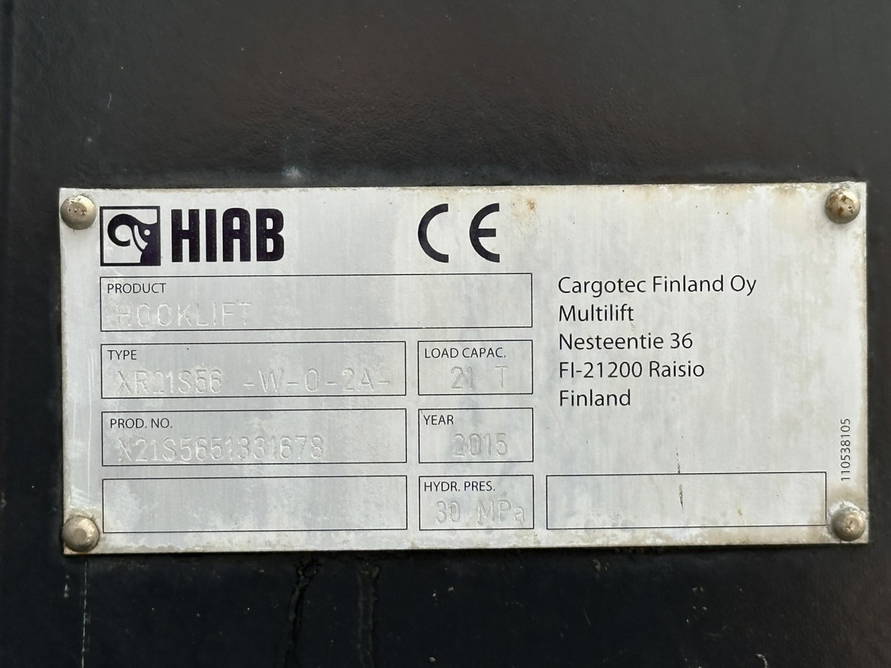 HIAB CE
PRODUCT
HOOKLIFT
TYPE
XR21S56 -W-0-2A-
LOAD CAPAC.
21 T
PROD. NO.
X21S5651331678
YEAR
2015
HYDR. PRES.
30 MPa
Cargotec Finland Oy
Multilift
Nesteentie 36
FI-21200 Raisio
Finland
110538105